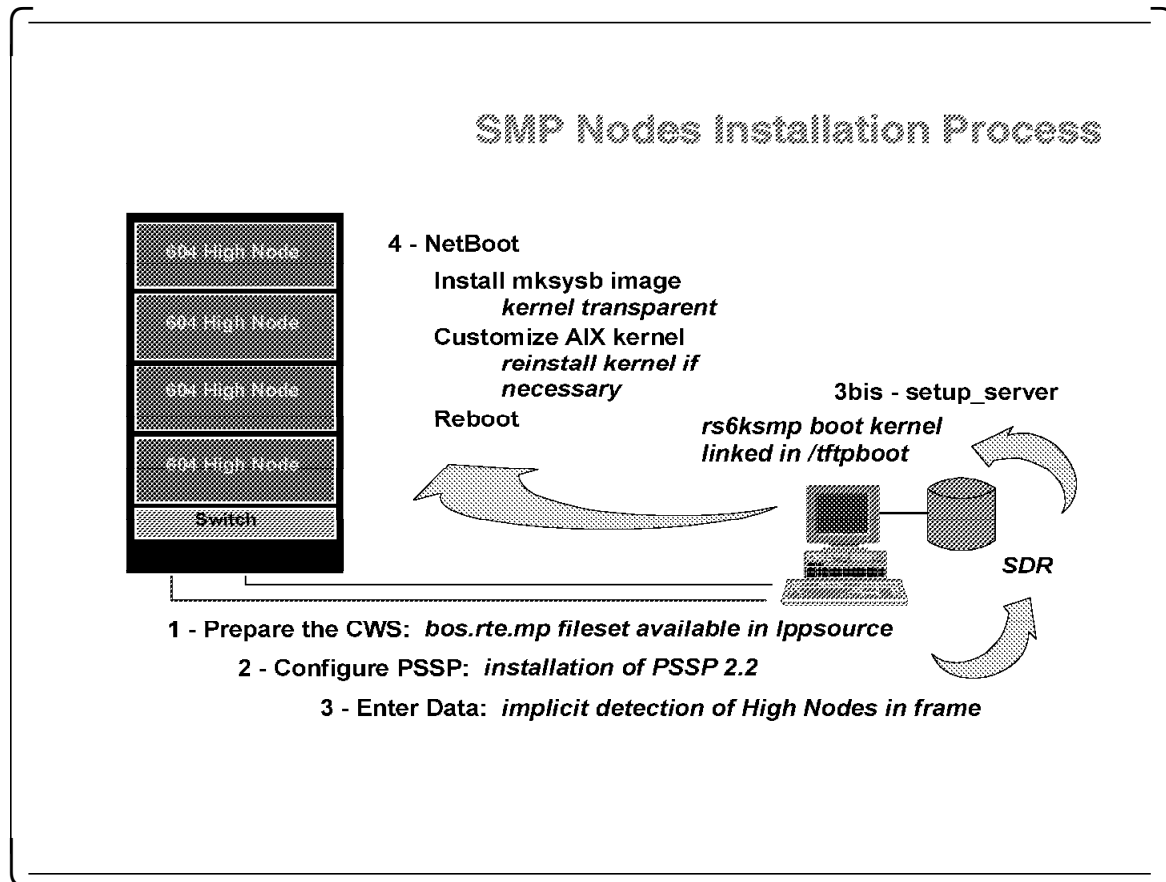 SMP Nodes Installation Process
604 High Node
604 High Node
604 High Node
604 High Node
Switch
4 - NetBoot
Install mksysb image
kernel transparent
Customize AIX kernel
reinstall kernel if
necessary
Reboot
3bis - setup_server
rs6ksmp boot kernel
linked in /tftpboot
SDR
1 - Prepare the CWS: bos.rte.mp fileset available in lppsource
2 - Configure PSSP: installation of PSSP 2.2
3 - Enter Data: implicit detection of High Nodes in frame